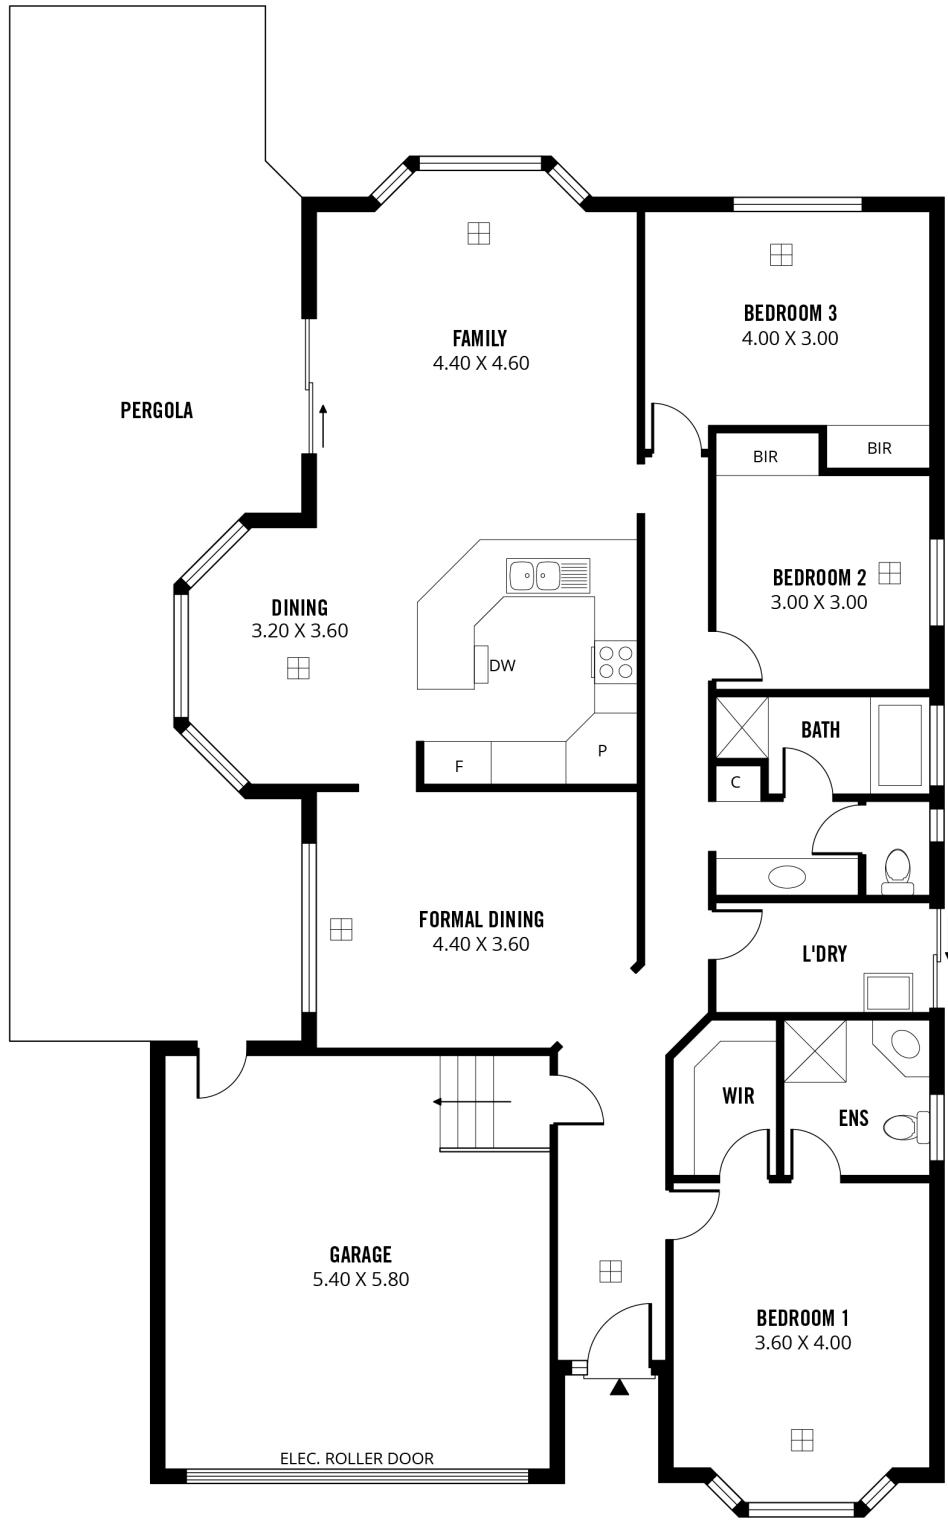 BEDROOM 3
4.00 X 3.00
FAMILY
4.40 X 4.60
PERGOLA
BIR
BIR
BEDROOM 2
3.00 X 3.00
DINING
3.20 X 3.60
DW
BATH
F
P
C
FORMAL DINING
4.40 X 3.60
L'DRY
WIR
ENS
GARAGE
5.40 X 5.80
BEDROOM 1
3.60 X 4.00
ELEC. ROLLER DOOR